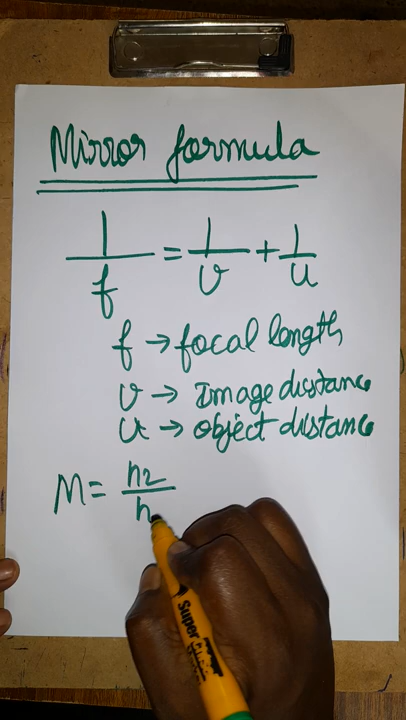 Mirror formula
1/f = 1/v + 1/u
f → focal length
v → Image distance
u → object distance
M = h2/h
Super